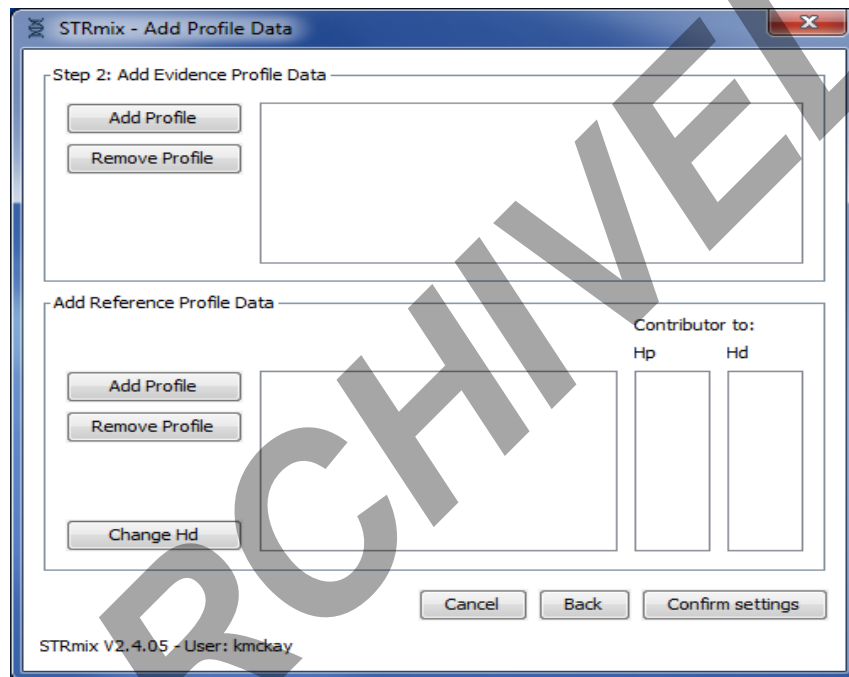 STRmix - Add Profile Data
Step 2: Add Evidence Profile Data
Add Profile
Remove Profile
Add Reference Profile Data
Contributor to:
Hp Hd
Add Profile
Remove Profile
Change Hd
Cancel Back Confirm settings
STRmix V2.4.05 - User: kmckay
RCHIVE